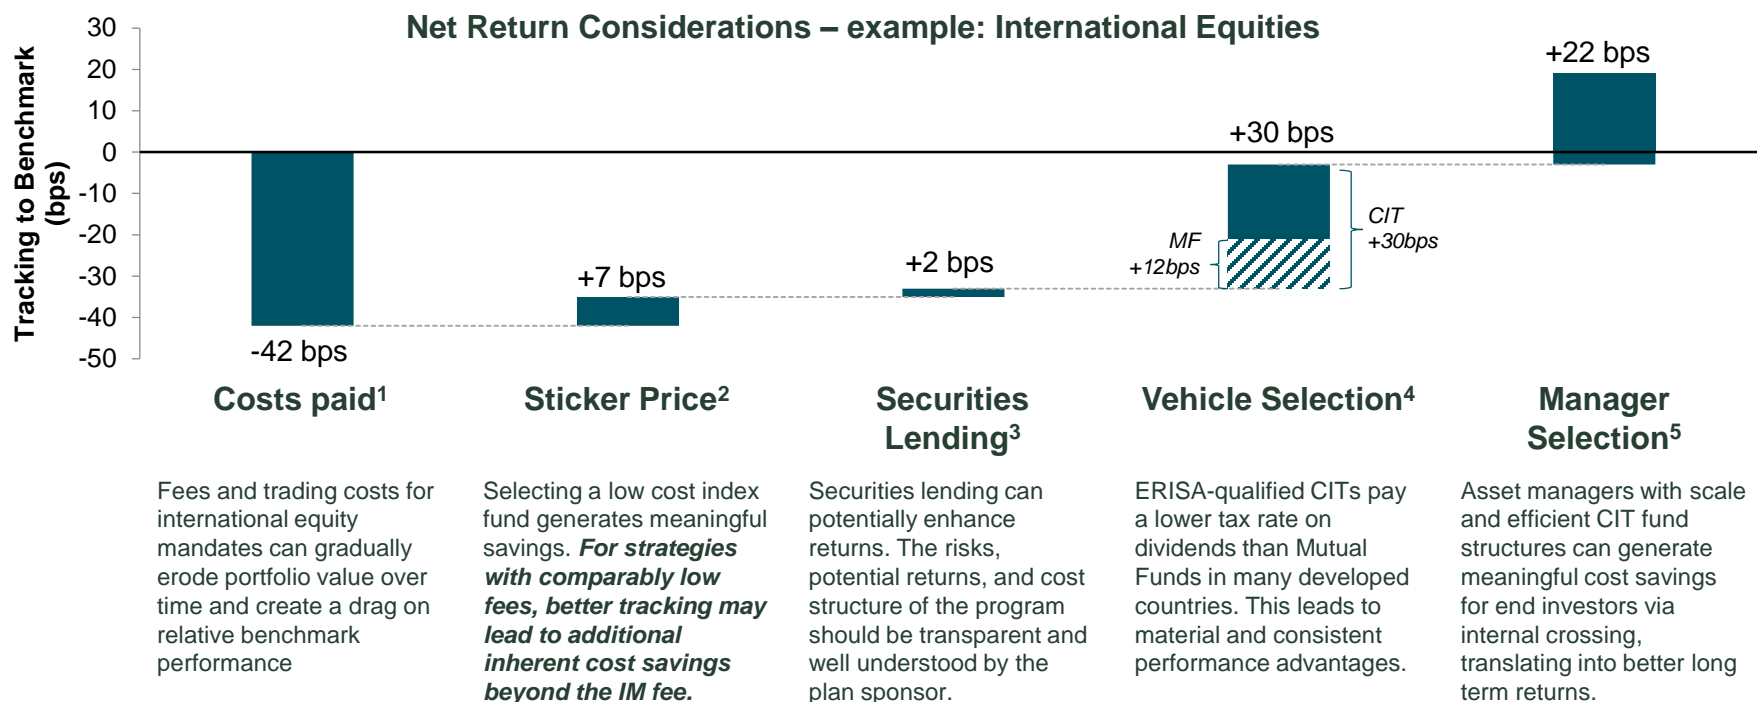 Net Return Considerations – example: International Equities
Tracking to Benchmark
(bps)
30
20
10
0
-10
-20
-30
-40
-50
-42 bps
+7 bps
+2 bps
+30 bps
MF
+12bps
CIT
+30bps
+22 bps
Costs paid¹
Fees and trading costs for
international equity
mandates can gradually
erode portfolio value over
time and create a drag on
relative benchmark
performance
Sticker Price²
Selecting a low cost index
fund generates meaningful
savings. For strategies
with comparably low
fees, better tracking may
lead to additional
inherent cost savings
beyond the IM fee.
Securities
Lending³
Securities lending can
potentially enhance
returns. The risks,
potential returns, and cost
structure of the program
should be transparent and
well understood by the
plan sponsor.
Vehicle Selection⁴
ERISA-qualified CITs pay
a lower tax rate on
dividends than Mutual
Funds in many developed
countries. This leads to
material and consistent
performance advantages.
Manager
Selection⁵
Asset managers with scale
and efficient CIT fund
structures can generate
meaningful cost savings
for end investors via
internal crossing,
translating into better long
term returns.